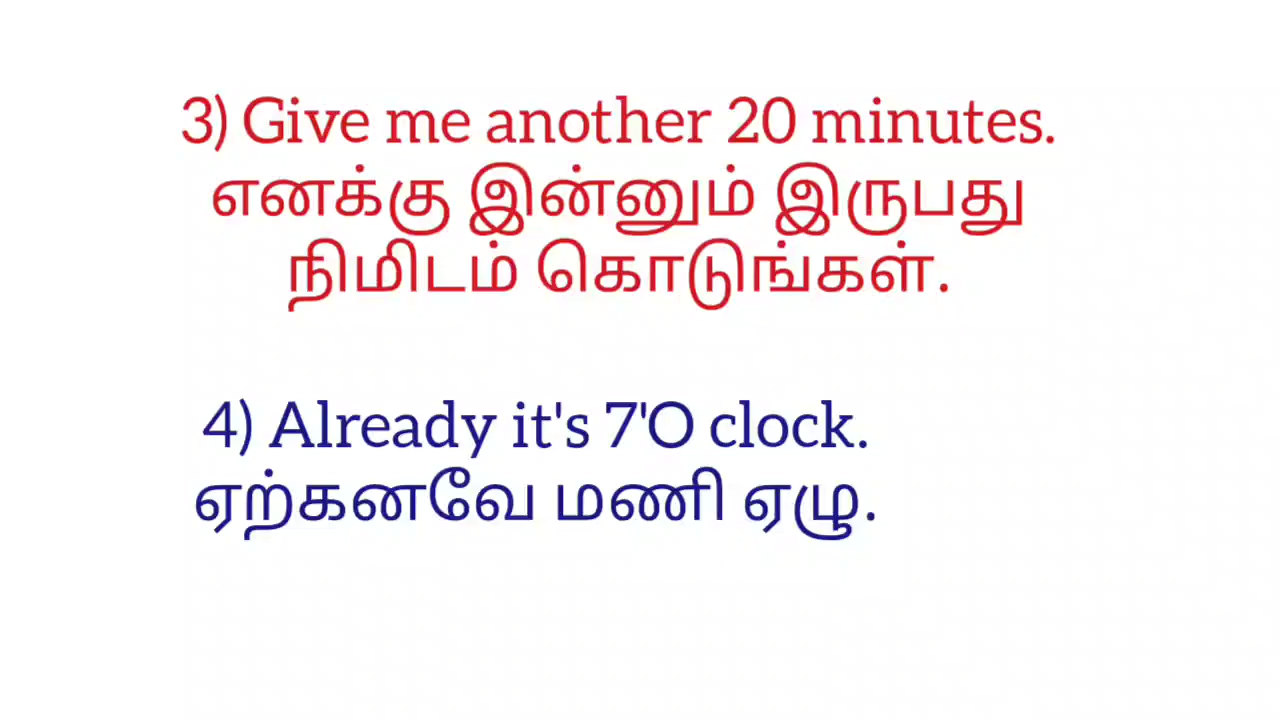 3) Give me another 20 minutes.
எனக்கு இன்னும் இருபது
நிமிடம் கொடுங்கள்.
4) Already it's 7'O clock.
ஏற்கனவே மணி ஏழு.